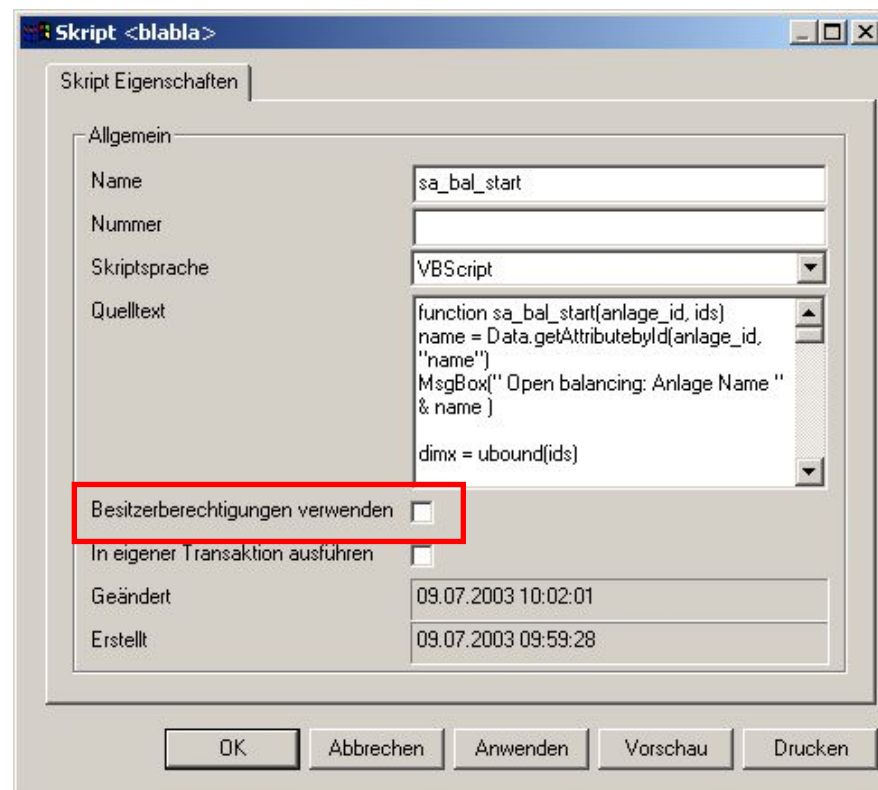 Skript <blabla>
Skript Eigenschaften
Allgemein
Name
sa_bal_start
Nummer
Skriptsprache
VBScript
Quelltext
function sa_bal_start(anlage_id, ids)
name = Data.getAttributebyId(anlage_id,
"name")
MsgBox(" Open balancing: Anlage Name "
& name )
dimx = ubound(ids)
Besitzerberechtigungen verwenden
In eigener Transaktion ausführen
Geändert
09.07.2003 10:02:01
Erstellt
09.07.2003 09:59:28
OK
Abbrechen
Anwenden
Vorschau
Drucken